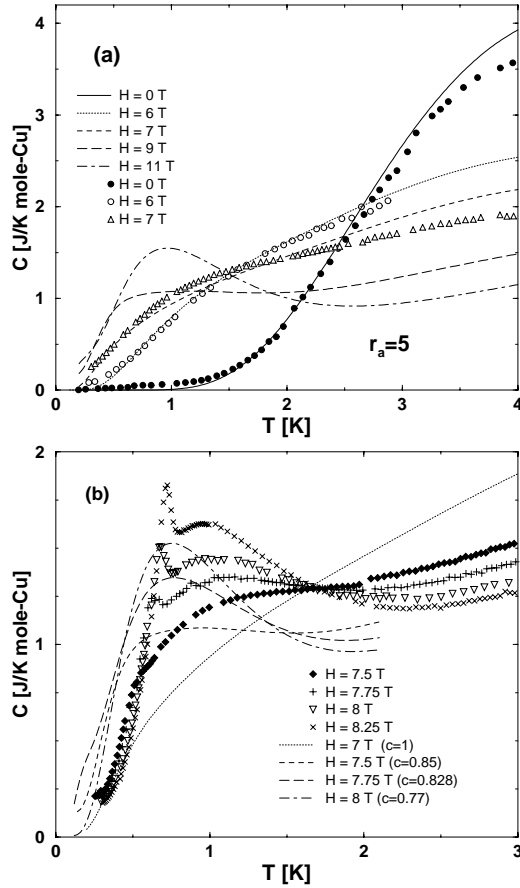 4
(a)
H = 0 T
H = 6 T
H = 7 T
H = 9 T
H = 11 T
H = 0 T
H = 6 T
H = 7 T
3
2
1
0
C [J/K mole-Cu]
rₐ=5
0 1 2 3 4
T [K]
2
(b)
1
0
C [J/K mole-Cu]
H = 7.5 T
H = 7.75 T
H = 8 T
H = 8.25 T
H = 7 T (c=1)
H = 7.5 T (c=0.85)
H = 7.75 T (c=0.828)
H = 8 T (c=0.77)
0 1 2 3
T [K]